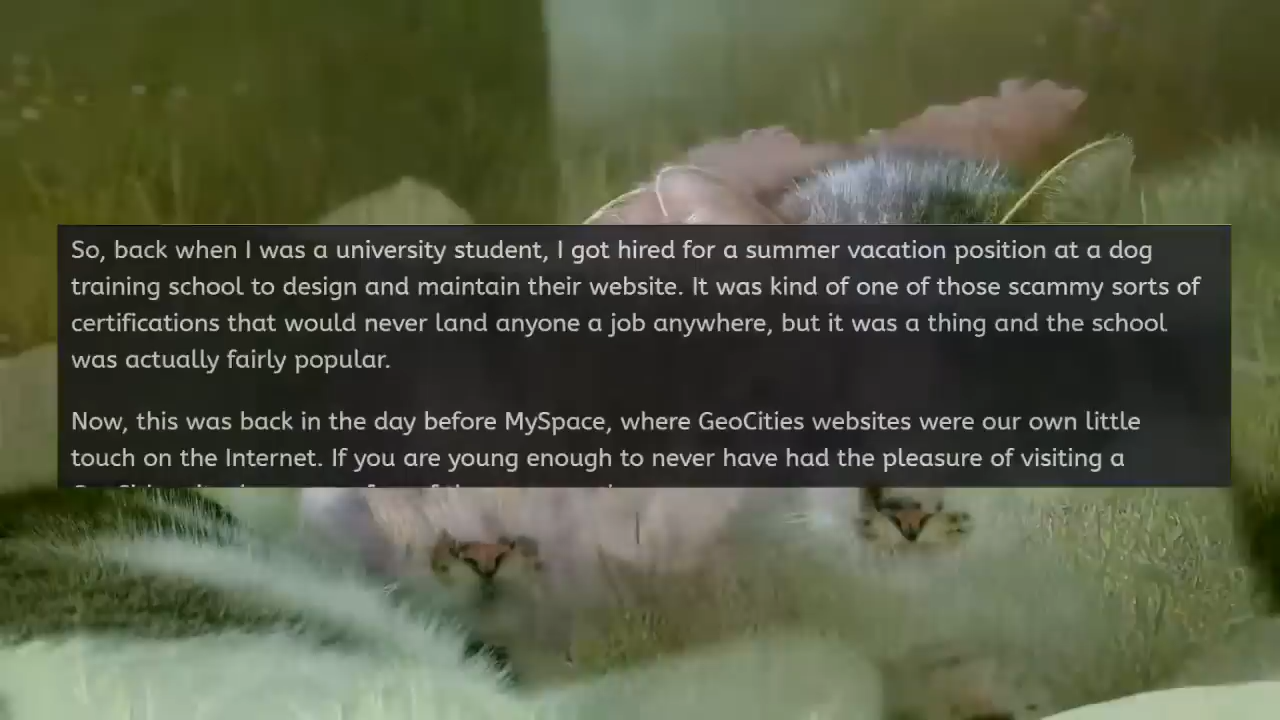 So, back when I was a university student, I got hired for a summer vacation position at a dog
training school to design and maintain their website. It was kind of one of those scammy sorts of
certifications that would never land anyone a job anywhere, but it was a thing and the school
was actually fairly popular.
Now, this was back in the day before MySpace, where GeoCities websites were our own little
touch on the Internet. If you are young enough to never have had the pleasure of visiting a